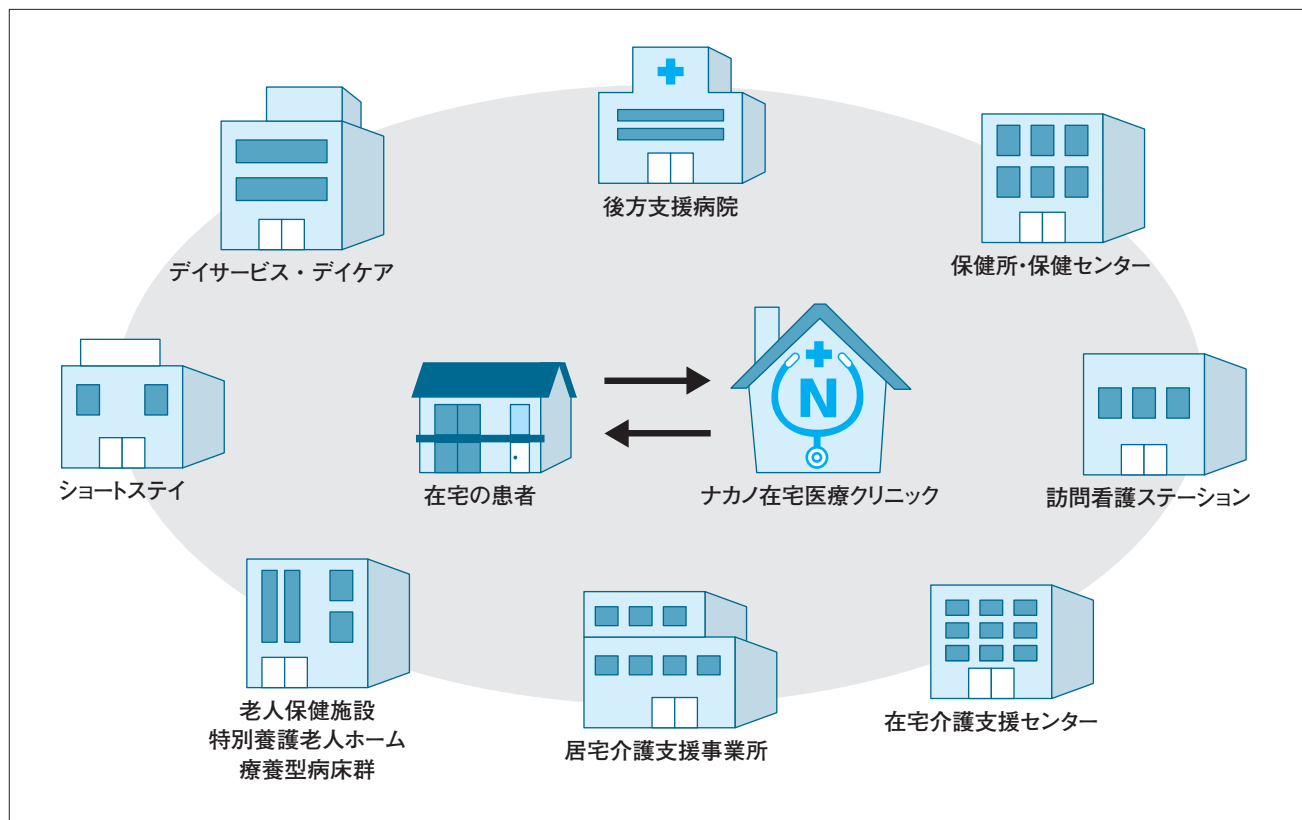 後方支援病院
デイサービス・デイケア
保健所・保健センター
N
ショートステイ
在宅の患者
ナカノ在宅医療クリニック
訪問看護ステーション
老人保健施設
特別養護老人ホーム
療養型病床群
居宅介護支援事業所
在宅介護支援センター